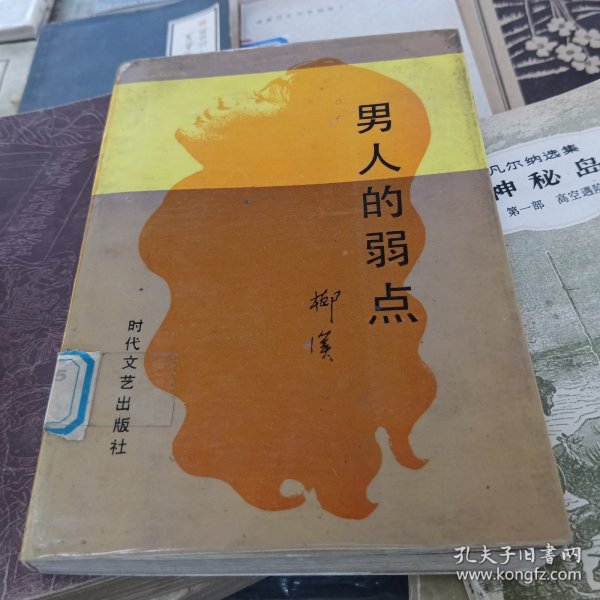 男人的弱点
柳溪
时代文艺出版社
5
凡尔纳选集
神秘岛
第一部 高空遇险
孔夫子旧书网
www.kongfz.com